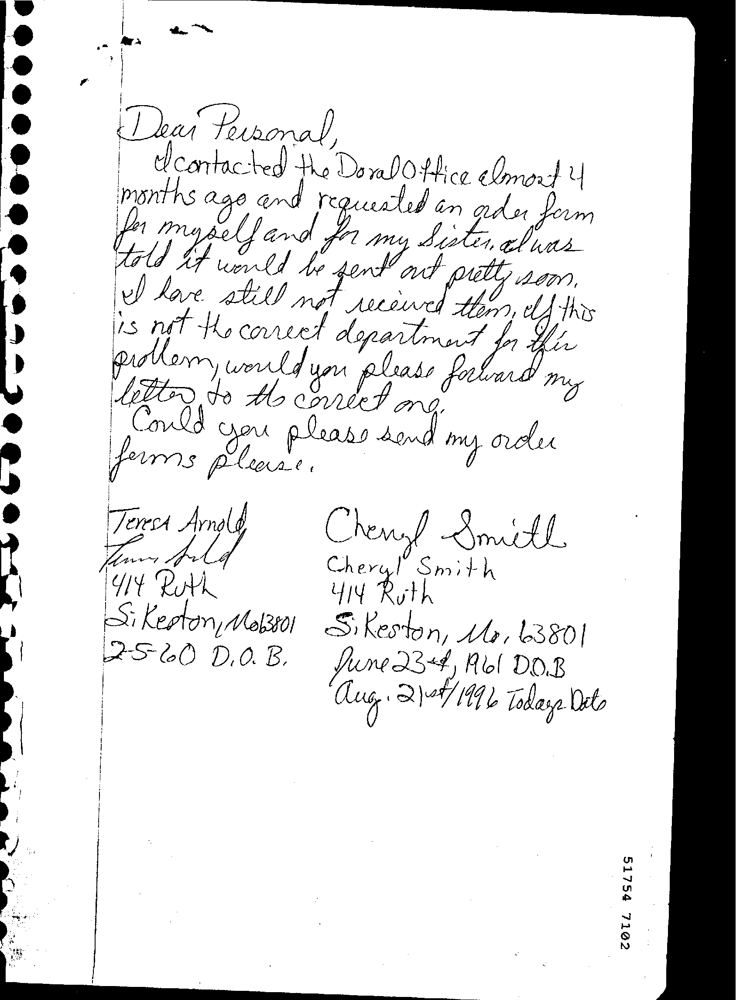 Dear Personal,
I contacted the Doral Office almost 4
months ago and requested an order form
for myself and for my Sister. I was
told it would be sent out pretty soon.
I have still not received them, If this
is not the correct department for this
problem, would you please forward my
letter to the correct one.
Could you please send my order
forms please.
Teresa Arnold
Cheryl Smith
Cheryl Smith
414 Ruth
414 Ruth
Sikeston, Mo 63801
Sikeston, Mo, 63801
2-5-60 D.O.B.
June 23rd, 1961 D.O.B
Aug. 21st/1996 Todays Date
51754 7102